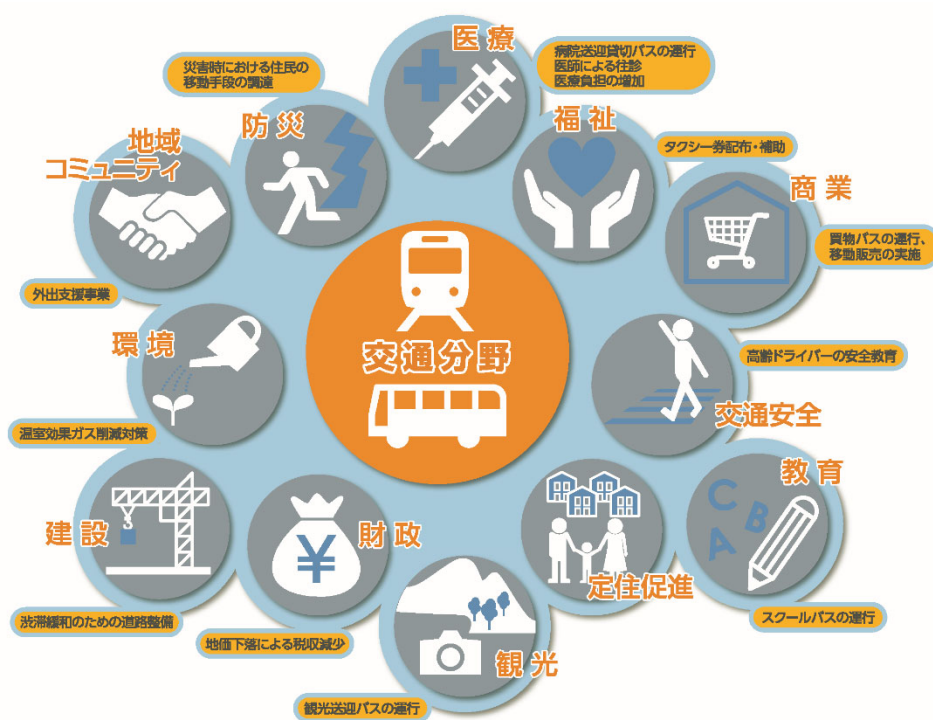 医療
病院送迎貸切バスの運行
医師による往診
医療負担の増加
災害時における住民の
移動手段の調達
防災
福祉
タクシー券配布・補助
地域
コミュニティ
商業
買物バスの運行、
移動販売の実施
外出支援事業
環境
交通分野
高齢ドライバーの安全教育
交通安全
温室効果ガス削減対策
教育
C
B
A
建設
財政
¥
定住促進
スクールバスの運行
渋滞緩和のための道路整備
地価下落による税収減少
観光
観光送迎バスの運行